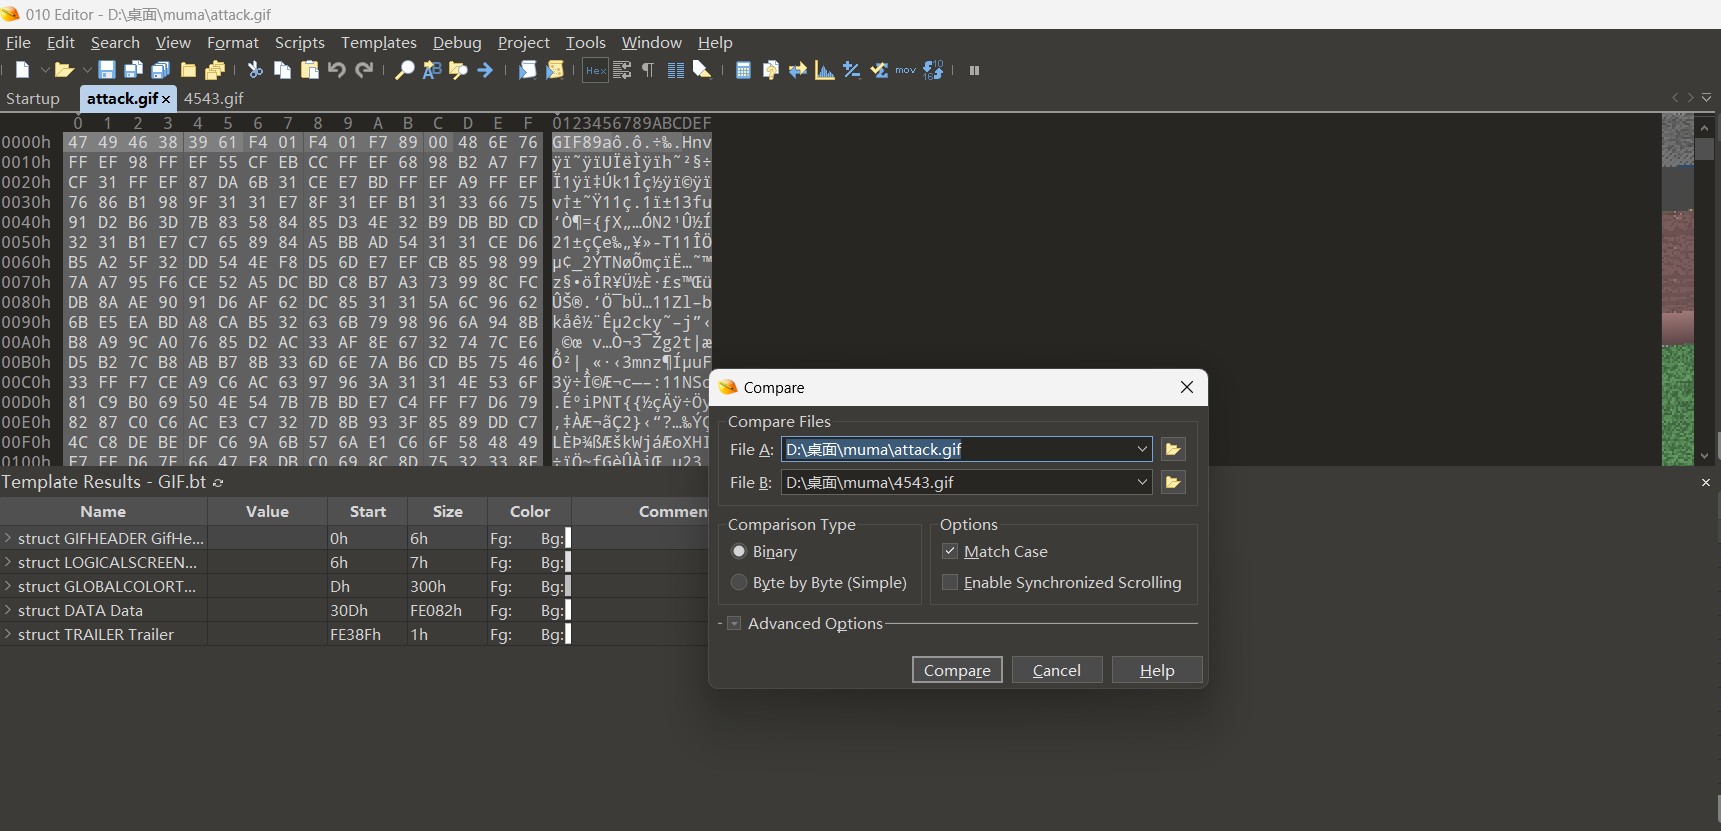 010 Editor - D:\桌面\muma\attack.gif
File Edit Search View Format Scripts Templates Debug Project Tools Window Help
Startup attack.gif × 4543.gif
0 1 2 3 4 5 6 7 8 9 A B C D E F 0123456789ABCDEF
0000h 47 49 46 38 39 61 F4 01 F4 01 F7 89 00 48 6E 76 GIF89aô.ô.÷‰.Hnv
0010h FF EF 98 FF EF 55 CF EB CC FF EF 68 98 B2 A7 F7 ÿï˜ÿïUÏëÌÿïh˜²§÷
0020h CF 31 FF EF 87 DA 6B 31 CE E7 BD FF EF A9 FF EF Ï1ÿï‡Úk1Îç½ÿï©ÿï
0030h 76 86 B1 98 9F 31 31 E7 8F 31 EF B1 31 33 66 75 v†±˜Ÿ11ç.1ï±13fu
0040h 91 D2 B6 3D 7B 83 58 84 85 D3 4E 32 B9 DB BD CD ‘Ò¶={ƒX„…ÓN2¹Û½Í
0050h 32 31 B1 E7 C7 65 89 84 A5 BB AD 54 31 31 CE D6 21±çÇe‰„¥»-T11ÎÖ
0060h B5 A2 5F 32 DD 54 4E F8 D5 6D E7 EF CB 85 98 99 µ¢_2ÝTNøÕmçïË…˜™
0070h 7A A7 95 F6 CE 52 A5 DC BD C8 B7 A3 73 99 8C FC z§•öÎR¥Ü½È·£s™Œü
0080h DB 8A AE 90 91 D6 AF 62 DC 85 31 31 5A 6C 96 62 ÛŠ®.‘Ö¯bÜ…11Zl–b
0090h 6B E5 EA BD A8 CA B5 32 63 6B 79 98 96 6A 94 8B kåê½¨Êµ2cky˜–j”‹
00A0h B8 A9 9C A0 76 85 D2 AC 33 AF 8E 67 32 74 7C E6 ¸©œ v…Ò¬3¯Žg2t|æ
00B0h D5 B2 7C B8 AB B7 8B 33 6D 6E 7A B6 CD B5 75 46 Õ²|¸«·‹3mnz¶ÍµuF
00C0h 33 FF F7 CE A9 C6 AC 63 97 96 3A 31 31 4E 53 6F 3ÿ÷Î©Æ¬c—–:11NSo
00D0h 81 C9 B0 69 50 4E 54 7B 7B BD E7 C4 FF F7 D6 79 .É°iPNT{{½çÄÿ÷Öy
00E0h 82 87 C0 C6 AC E3 C7 32 7D 8B 93 3F 85 89 DD C7 ‚‡ÀÆ¬ãÇ2}‹“?…‰ÝÇ
00F0h 4C C8 DE BE DF C6 9A 6B 57 6A E1 C6 6F 58 48 49 LÈÞ¾ßÆškWjáÆoXHI
0100h F7 EF D6 7E 66 47 E8 DB C0 69 8C 8D 75 32 33 8F ÷ïÖ~fGèÛÀiŒ.u23.
Template Results - GIF.bt
Name Value Start Size Color Commen
struct GIFHEADER GifHe... 0h 6h Fg: Bg:
struct LOGICALSCREEN... 6h 7h Fg: Bg:
struct GLOBALCOLORT... Dh 300h Fg: Bg:
struct DATA Data 30Dh FE082h Fg: Bg:
struct TRAILER Trailer FE38Fh 1h Fg: Bg:
Compare
Compare Files
File A: D:\桌面\muma\attack.gif
File B: D:\桌面\muma\4543.gif
Comparison Type
Binary
Byte by Byte (Simple)
Options
Match Case
Enable Synchronized Scrolling
Advanced Options
Compare Cancel Help